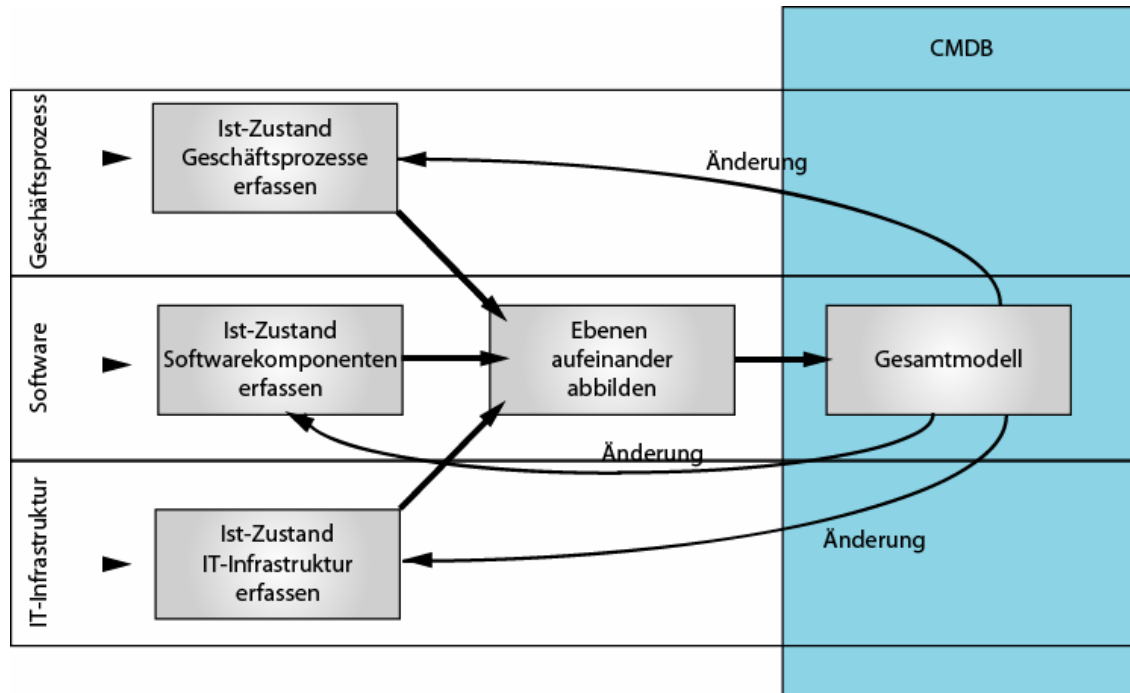 CMDB
Geschäftsprozess
Ist-Zustand
Geschäftsprozesse
erfassen
Änderung
Software
Ist-Zustand
Softwarekomponenten
erfassen
Ebenen
aufeinander
abbilden
Gesamtmodell
Änderung
IT-Infrastruktur
Ist-Zustand
IT-Infrastruktur
erfassen
Änderung